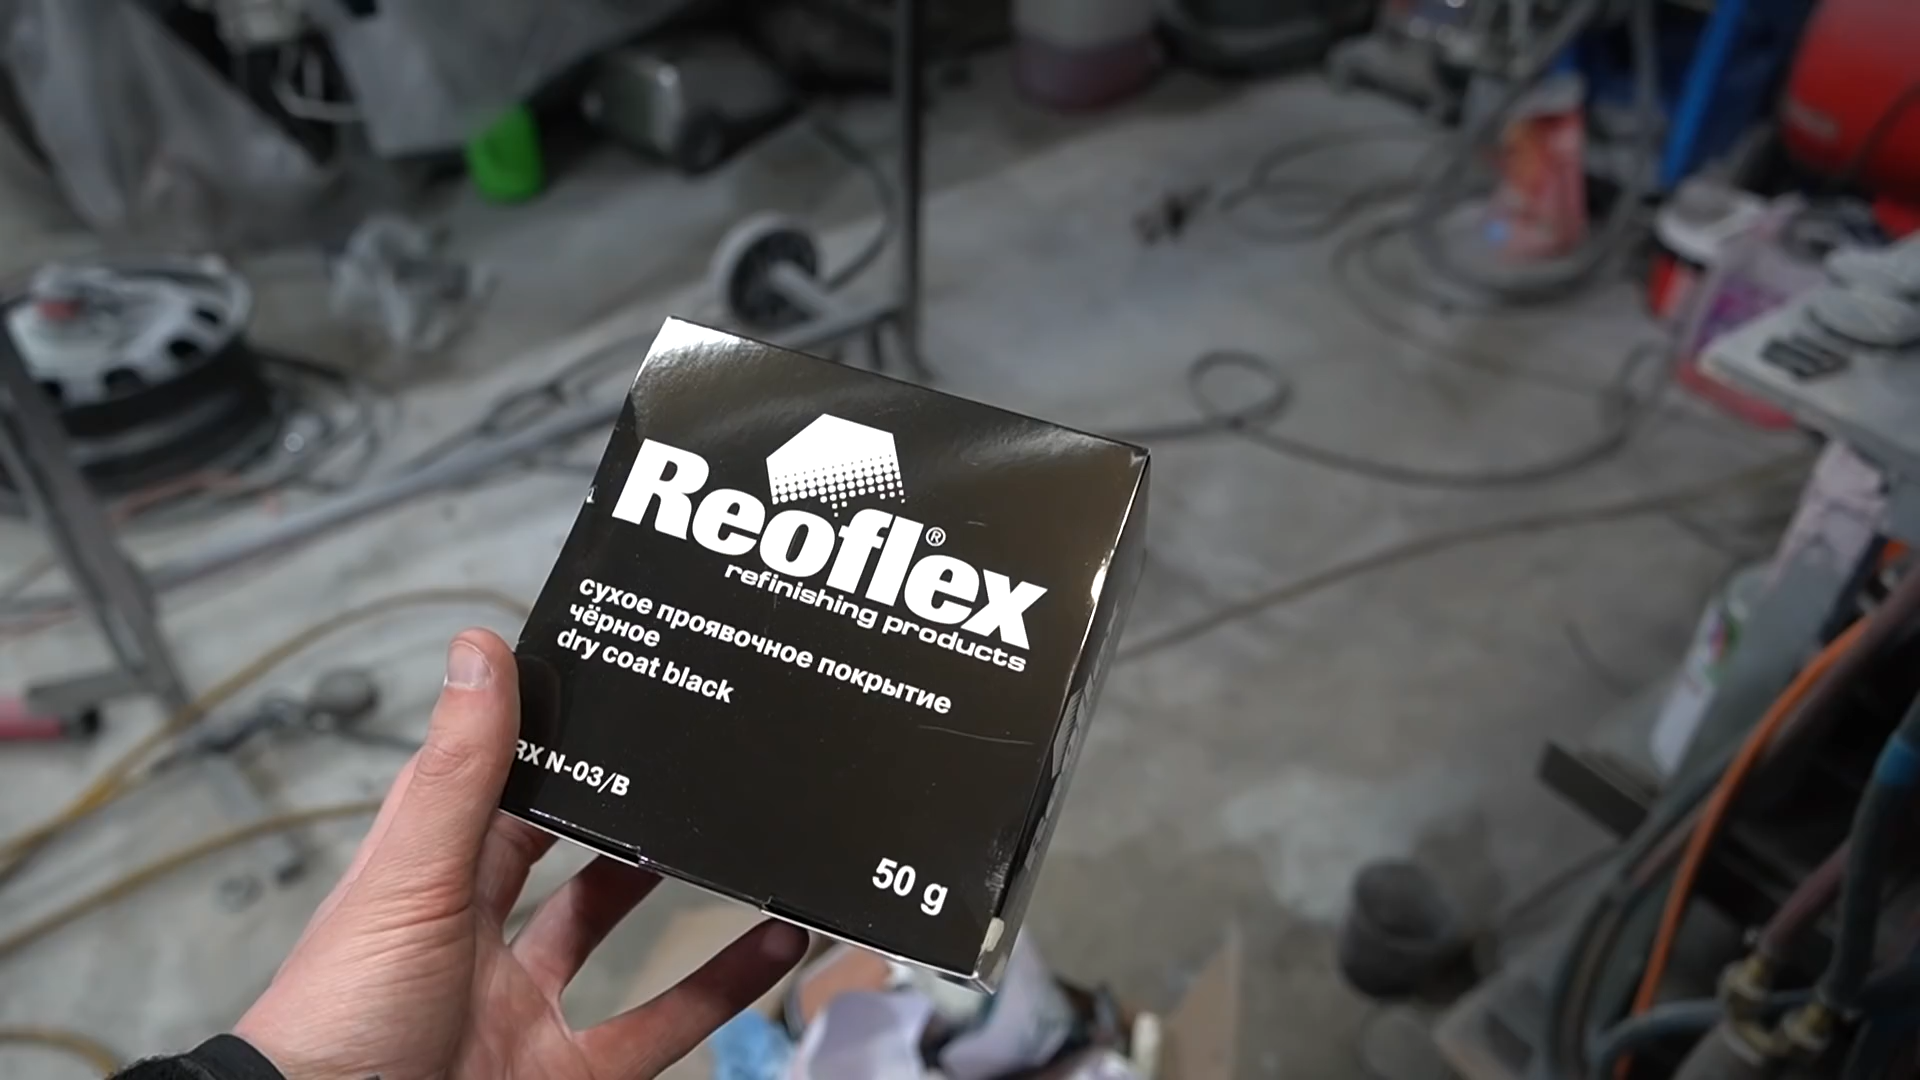 Reoflex®
refinishing products
сухое проявочное покрытие
чёрное
dry coat black
RX N-03/B
50 g